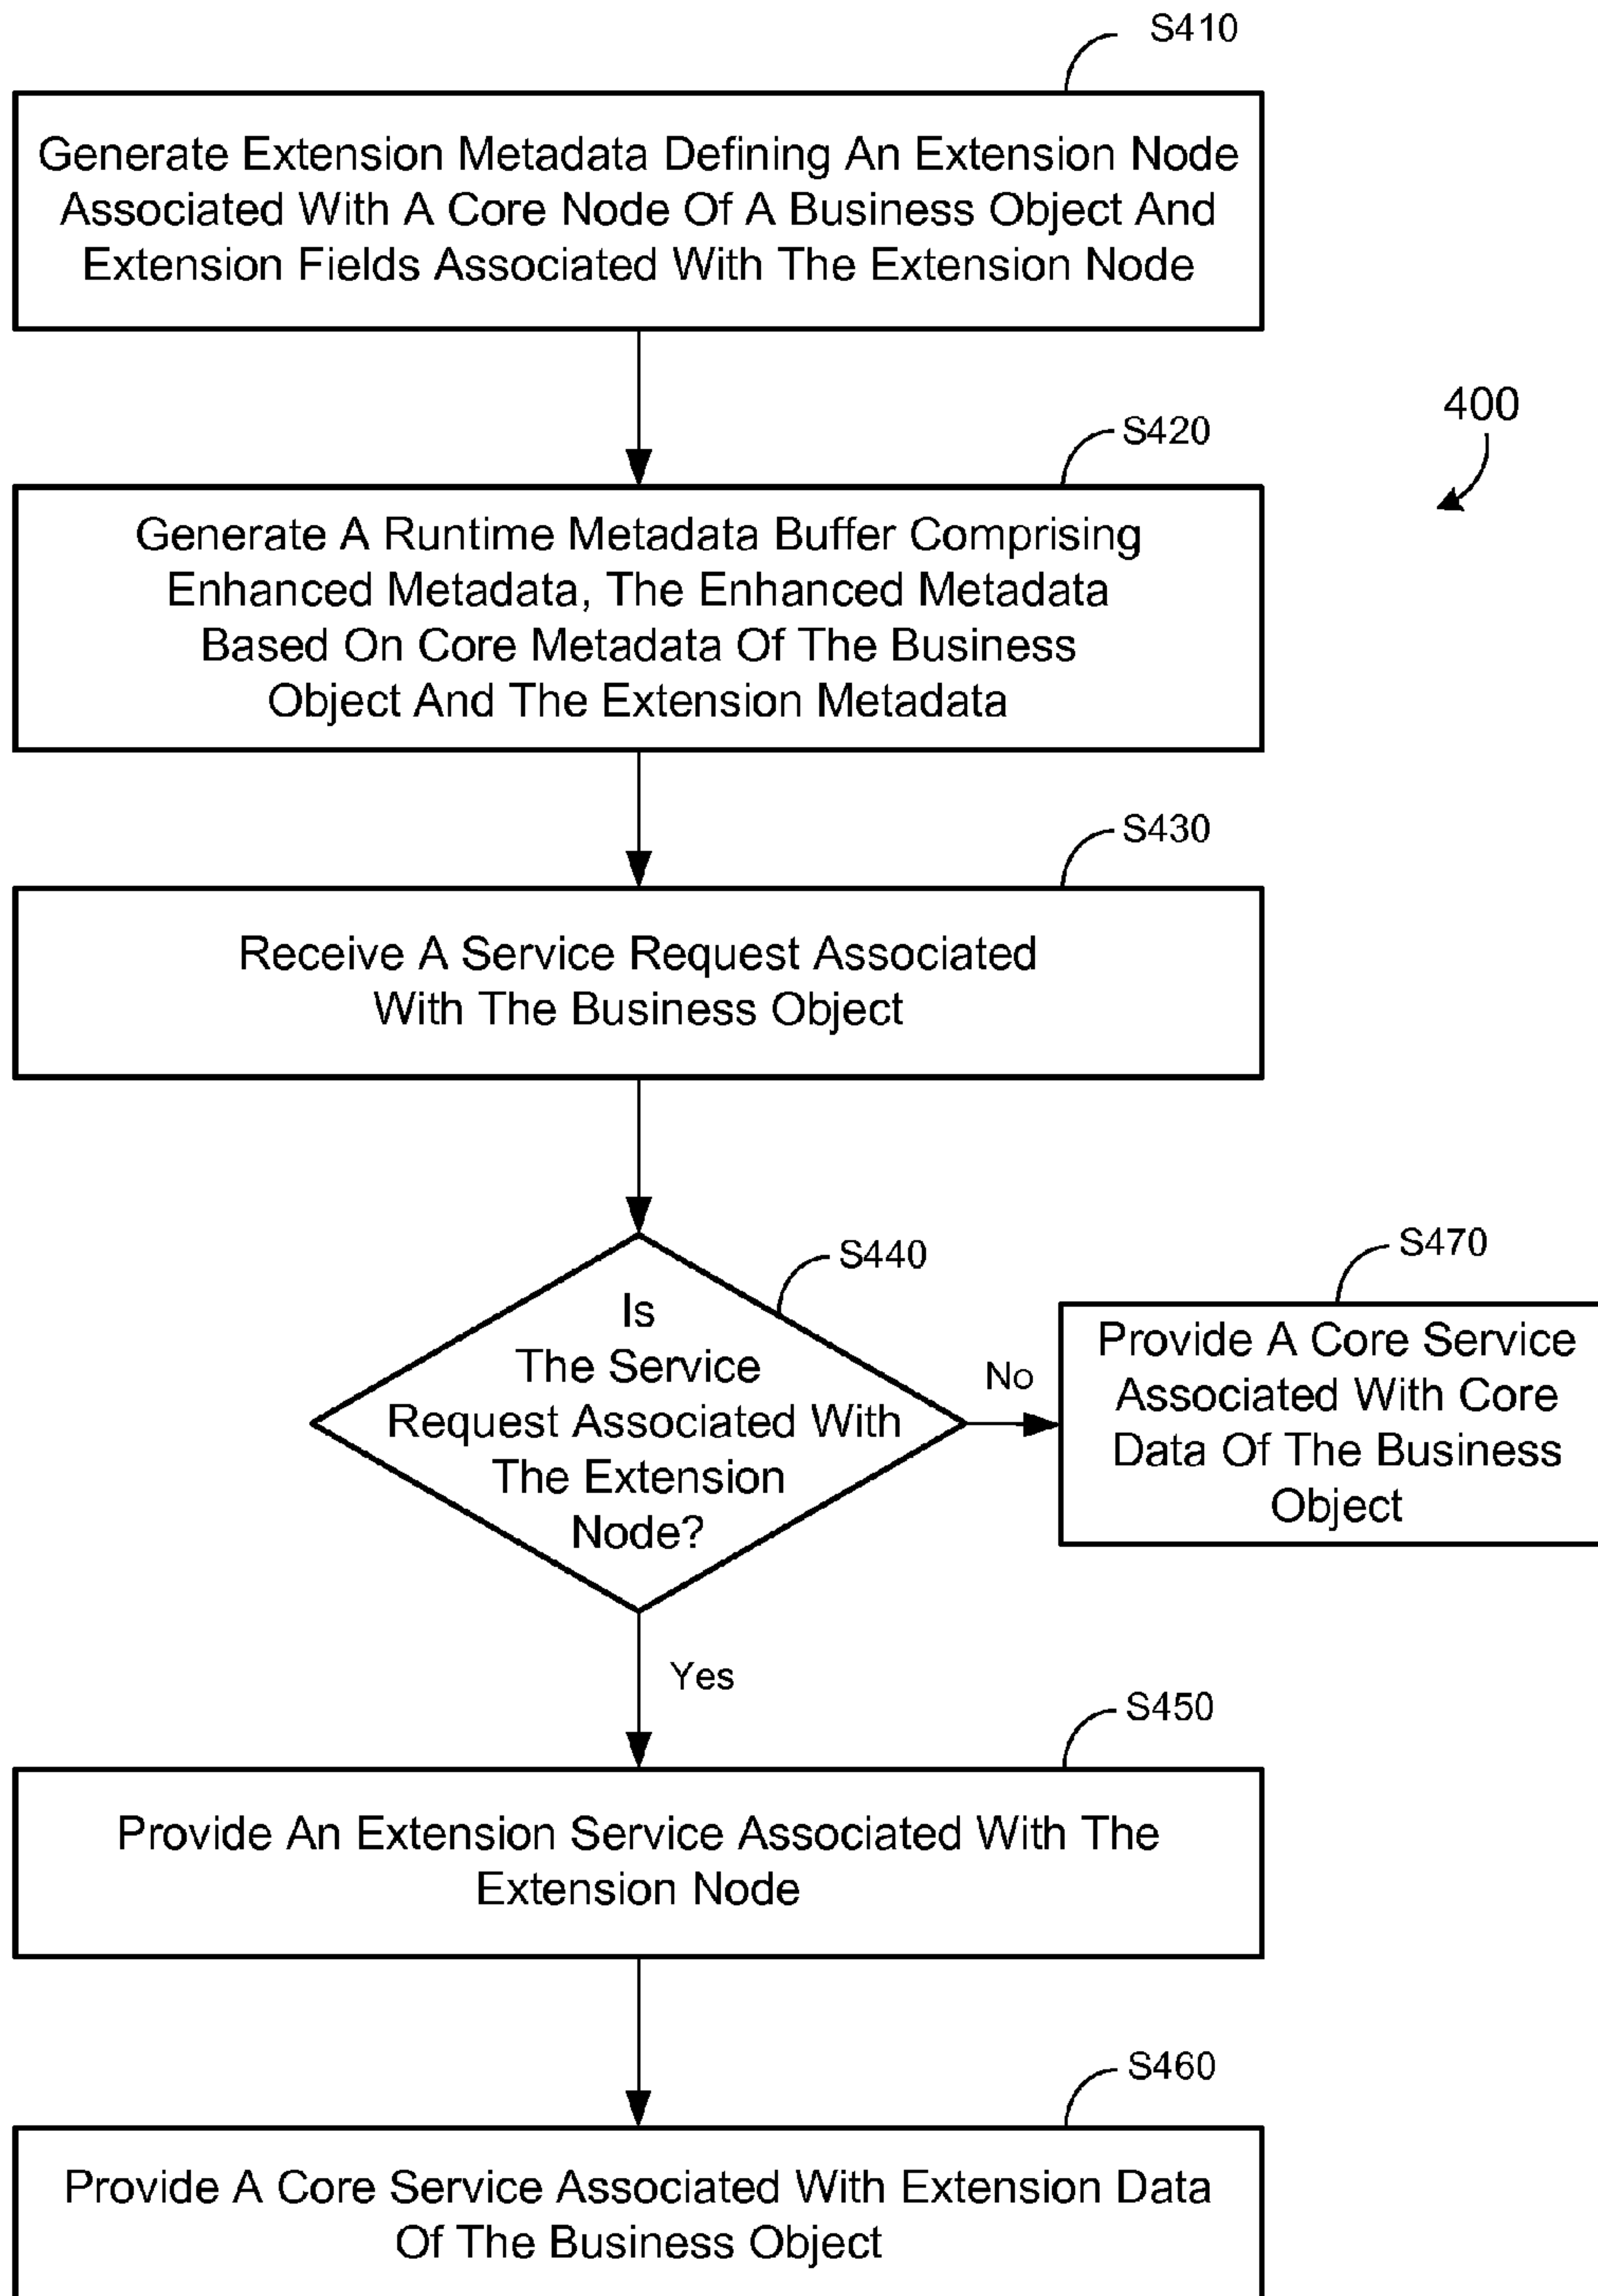 S410
Generate Extension Metadata Defining An Extension Node
Associated With A Core Node Of A Business Object And
Extension Fields Associated With The Extension Node
400
S420
Generate A Runtime Metadata Buffer Comprising
Enhanced Metadata, The Enhanced Metadata
Based On Core Metadata Of The Business
Object And The Extension Metadata
S430
Receive A Service Request Associated
With The Business Object
S440
Is
The Service
Request Associated With
The Extension
Node?
No
S470
Provide A Core Service
Associated With Core
Data Of The Business
Object
Yes
S450
Provide An Extension Service Associated With The
Extension Node
S460
Provide A Core Service Associated With Extension Data
Of The Business Object